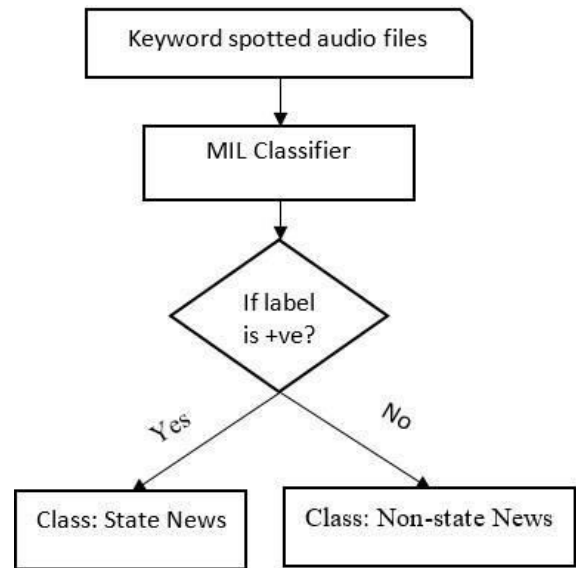 Keyword spotted audio files
MIL Classifier
If label
is +ve?
Yes
No
Class: State News
Class: Non-state News